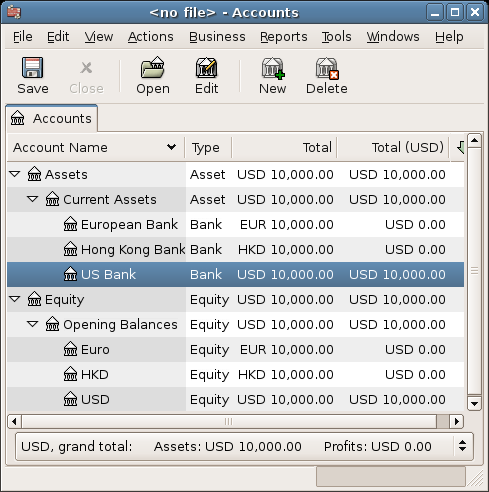 <no file> - Accounts
File Edit View Actions Business Reports Tools Windows Help
Save Close Open Edit New Delete
Accounts
Account Name Type Total Total (USD)
Assets Asset USD 10,000.00 USD 10,000.00
Current Assets Asset USD 10,000.00 USD 10,000.00
European Bank Bank EUR 10,000.00 USD 0.00
Hong Kong Bank Bank HKD 10,000.00 USD 0.00
US Bank Bank USD 10,000.00 USD 10,000.00
Equity Equity USD 10,000.00 USD 10,000.00
Opening Balances Equity USD 10,000.00 USD 10,000.00
Euro Equity EUR 10,000.00 USD 0.00
HKD Equity HKD 10,000.00 USD 0.00
USD Equity USD 10,000.00 USD 10,000.00
USD, grand total: Assets: USD 10,000.00 Profits: USD 0.00